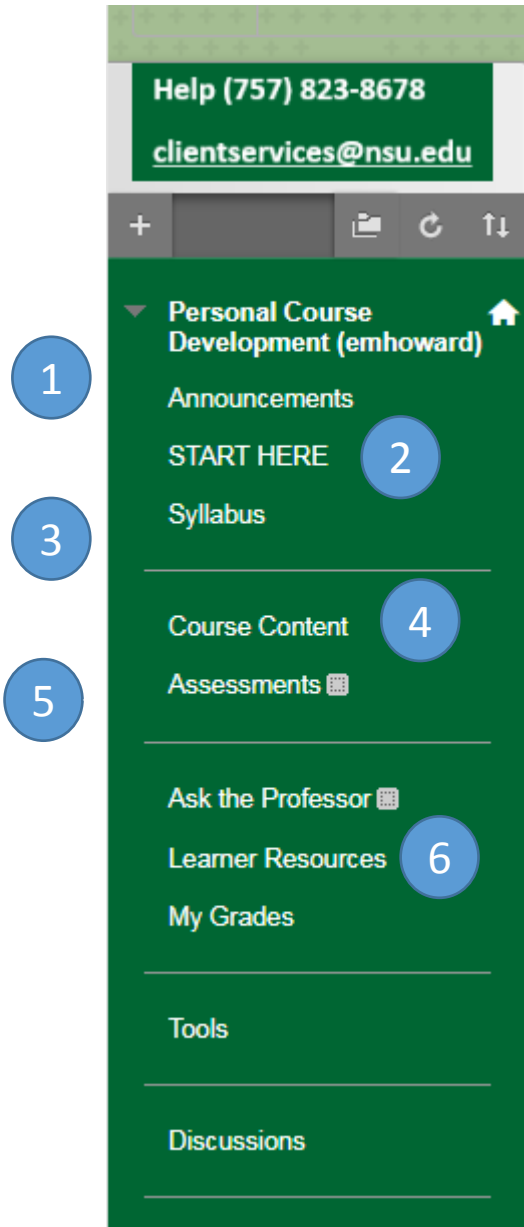 Help (757) 823-8678
clientservices@nsu.edu
Personal Course
Development (emhoward)
1
Announcements
START HERE
2
Syllabus
3
Course Content
4
Assessments
5
Ask the Professor
Learner Resources
6
My Grades
Tools
Discussions